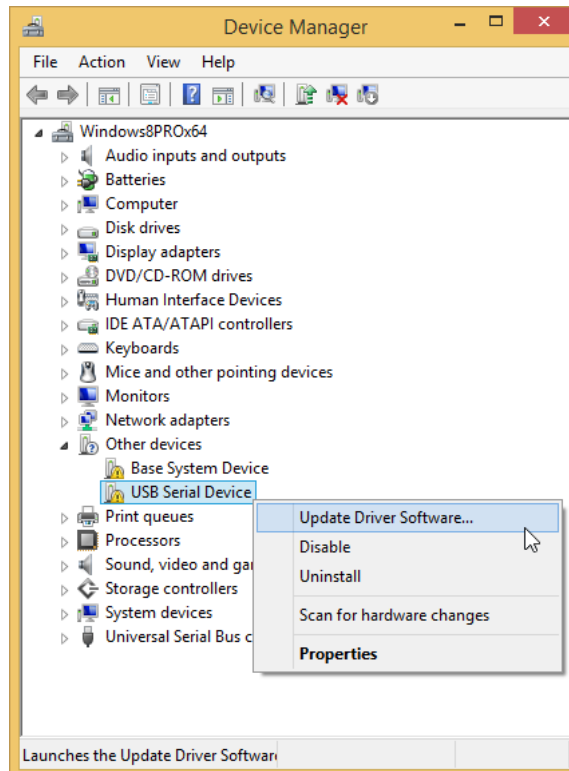 Device Manager
File Action View Help
Windows8PROx64
Audio inputs and outputs
Batteries
Computer
Disk drives
Display adapters
DVD/CD-ROM drives
Human Interface Devices
IDE ATA/ATAPI controllers
Keyboards
Mice and other pointing devices
Monitors
Network adapters
Other devices
Base System Device
USB Serial Device
Update Driver Software...
Print queues
Disable
Processors
Uninstall
Sound, video and ga
Storage controllers
Scan for hardware changes
System devices
Universal Serial Bus c
Properties
Launches the Update Driver Softwar